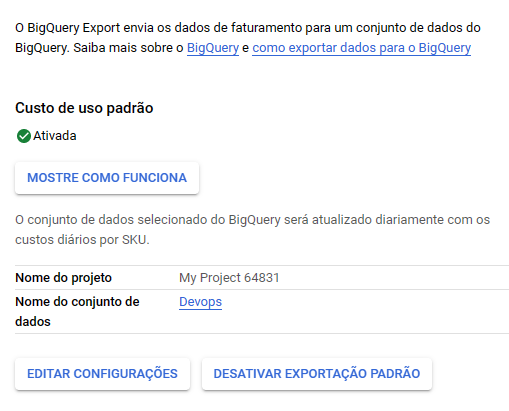 O BigQuery Export envia os dados de faturamento para um conjunto de dados do
BigQuery. Saiba mais sobre o BigQuery e como exportar dados para o BigQuery
Custo de uso padrão
Ativada
MOSTRE COMO FUNCIONA
O conjunto de dados selecionado do BigQuery será atualizado diariamente com os
custos diários por SKU.
Nome do projeto My Project 64831
Nome do conjunto de Devops
dados
EDITAR CONFIGURAÇÕES DESATIVAR EXPORTAÇÃO PADRÃO